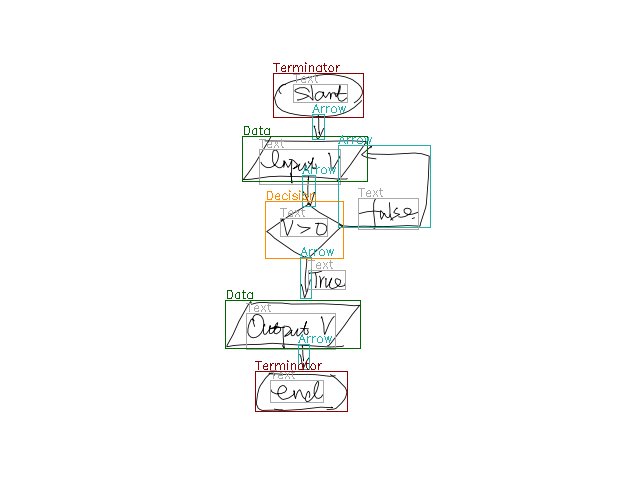 Terminator
Text
Start
Arrow
Data
Text
Arrow
Input V
Arrow
Decision
Text
Text
V>0
false
Arrow
Text
True
Data
Text
Output V
Arrow
Terminator
Text
end